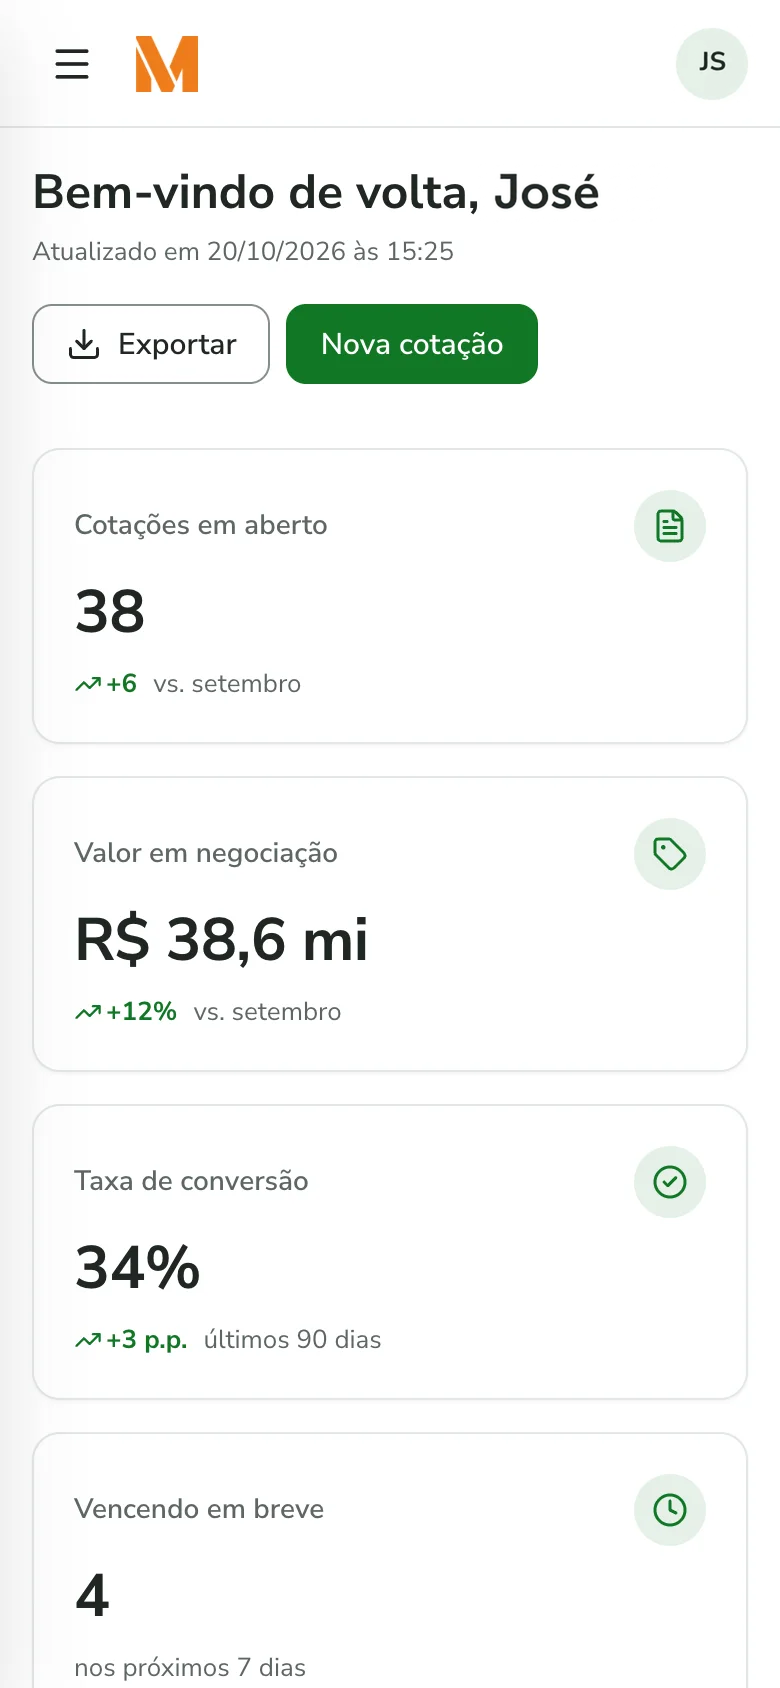 M
JS
Bem-vindo de volta, José
Atualizado em 20/10/2026 às 15:25
Exportar
Nova cotação
Cotações em aberto
38
+6 vs. setembro
Valor em negociação
R$ 38,6 mi
+12% vs. setembro
Taxa de conversão
34%
+3 p.p. últimos 90 dias
Vencendo em breve
4
nos próximos 7 dias